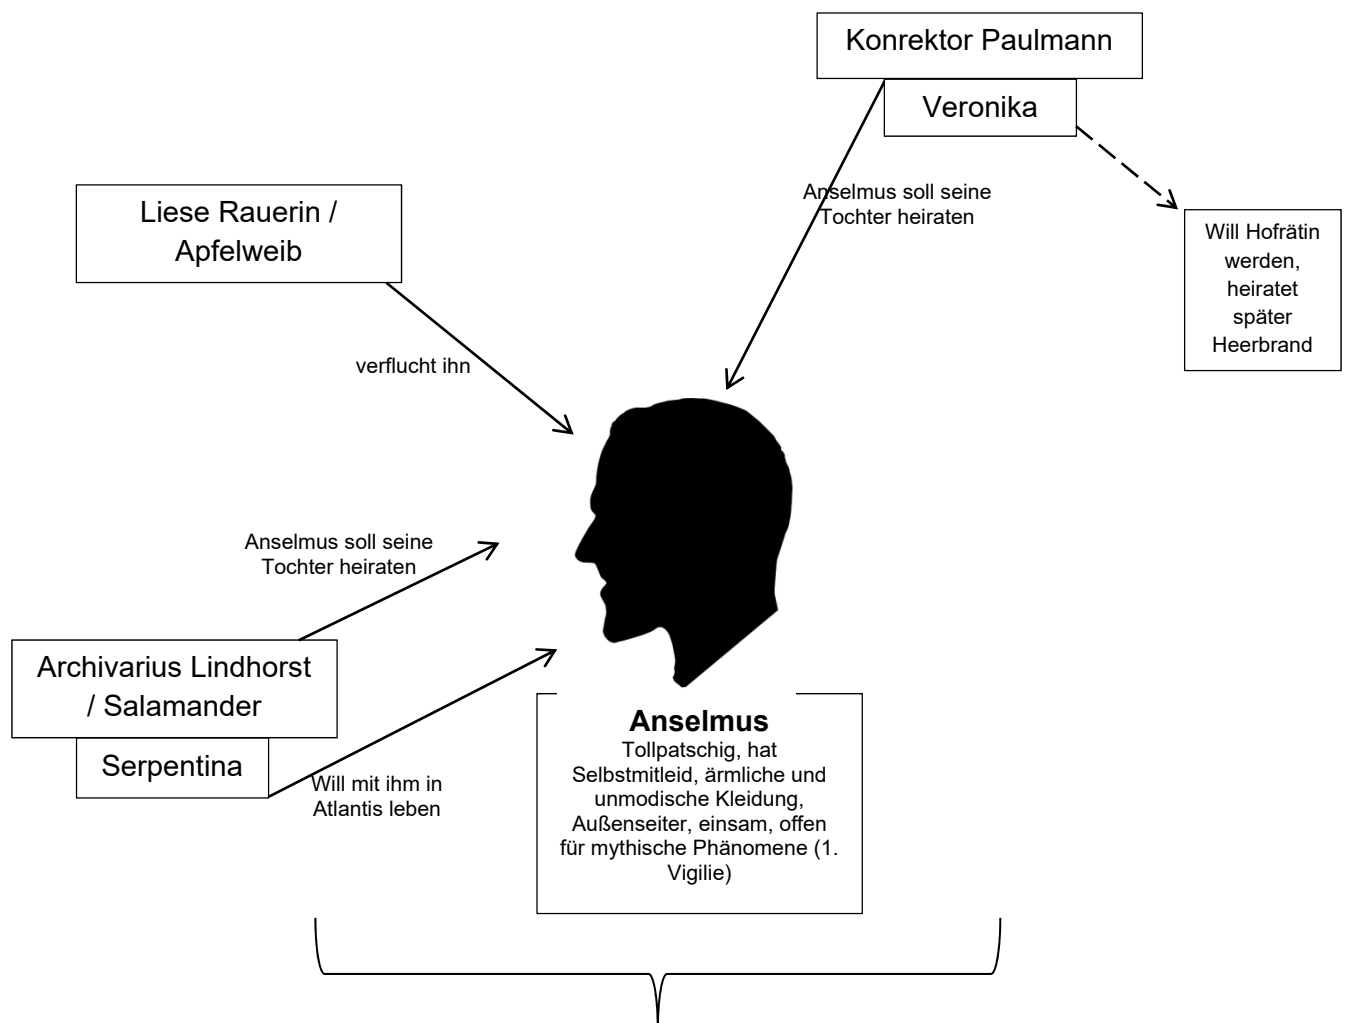 Konrektor Paulmann
Veronika
Anselmus soll seine
Tochter heiraten
Will Hofrätin
werden,
heiratet
später
Heerbrand
Liese Rauerin /
Apfelweib
verflucht ihn
Anselmus soll seine
Tochter heiraten
Archivarius Lindhorst
/ Salamander
Serpentina
Will mit ihm in
Atlantis leben
Anselmus
Tollpatschig, hat
Selbstmitleid, ärmliche und
unmodische Kleidung,
Außenseiter, einsam, offen
für mythische Phänomene (1.
Vigilie)